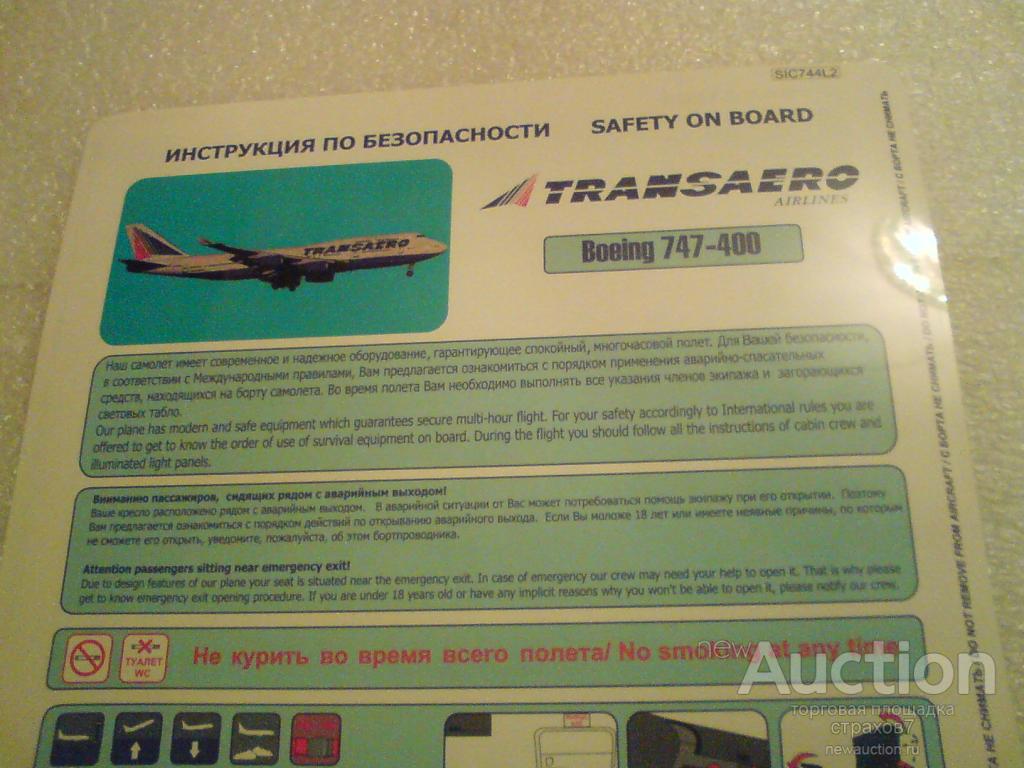 SIC744L2
ИНСТРУКЦИЯ ПО БЕЗОПАСНОСТИ SAFETY ON BOARD
TRANSAERO
AIRLINES
TRANSAERO
Boeing 747-400
Наш самолет имеет современное и надежное оборудование, гарантирующее спокойный, многочасовой полет. Для Вашей безопасности,
в соответствии с Международными правилами, Вам предлагается ознакомиться с порядком применения аварийно-спасательных
средств, находящихся на борту самолета. Во время полета Вам необходимо выполнять все указания членов экипажа и загорающихся
световых табло.
Our plane has modern and safe equipment which guarantees secure multi-hour flight. For your safety accordingly to International rules you are
offered to get to know the order of use of survival equipment on board. During the flight you should follow all the instructions of cabin crew and
illuminated light panels.
Вниманию пассажиров, сидящих рядом с аварийным выходом!
Ваше кресло расположено рядом с аварийным выходом. В аварийной ситуации от Вас может потребоваться помощь экипажу при его открытии. Поэтому
Вам предлагается ознакомиться с порядком действий по открыванию аварийного выхода. Если Вы моложе 18 лет или имеете неявные причины, по которым
не сможете его открыть, уведомите, пожалуйста, об этом бортпроводника.
Attention passengers sitting near emergency exit!
Due to design features of our plane your seat is situated near the emergency exit. In case of emergency our crew may need your help to open it. That is why please
get to know emergency exit opening procedure. If you are under 18 years old or have any implicit reasons why you won't be able to open it, please notify our crew.
ТУАЛЕТ
WC
Не курить во время всего полета/ No smoking at any time
С БОРТА НЕ СНИМАТЬ / DO NOT REMOVE FROM AIRCRAFT / С БОРТА НЕ СНИМАТЬ
newAuction
торговая площадка
страхов7
newauction.ru